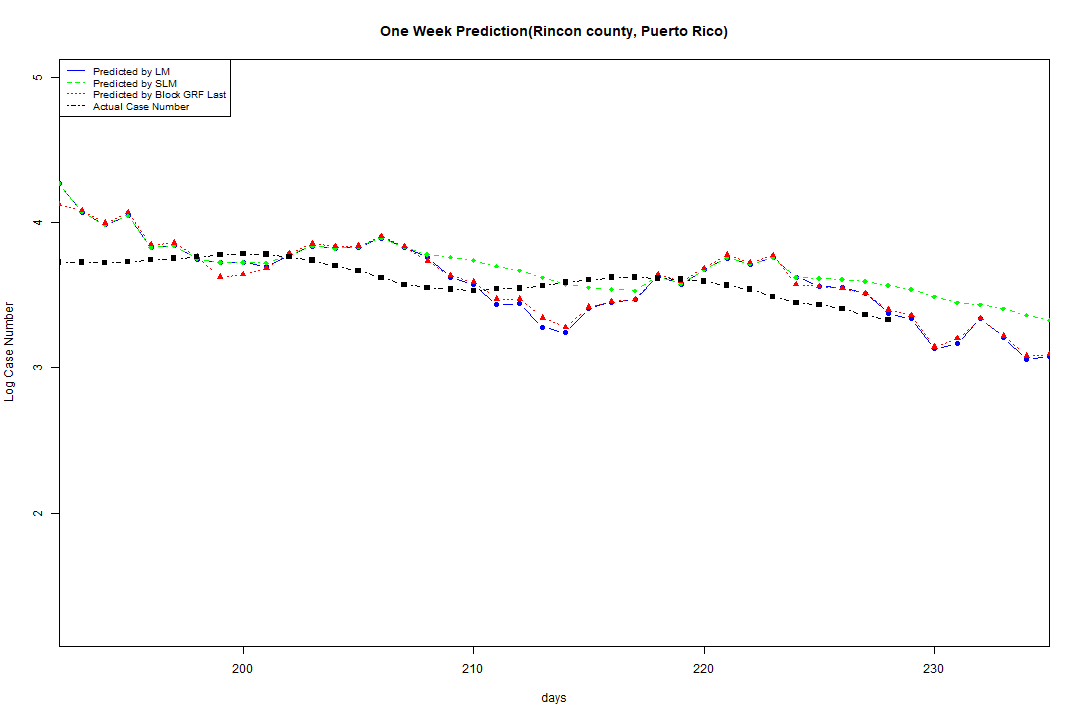 One Week Prediction(Rincon county, Puerto Rico)
Predicted by LM
Predicted by SLM
Predicted by Block GRF Last
Actual Case Number
5
4
3
2
Log Case Number
200 210 220 230
days